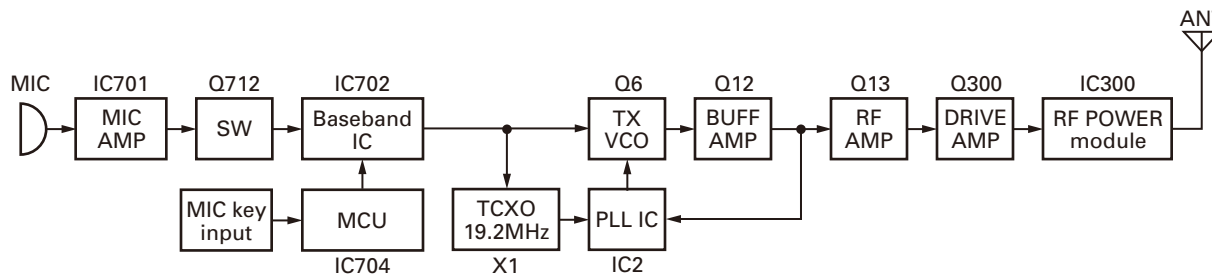 ANT
MIC
IC701
Q712
IC702
Q6
Q12
Q13
Q300
IC300
MIC
AMP
SW
Baseband
IC
TX
VCO
BUFF
AMP
RF
AMP
DRIVE
AMP
RF POWER
module
MIC key
input
MCU
TCXO
19.2MHz
PLL IC
IC704
X1
IC2